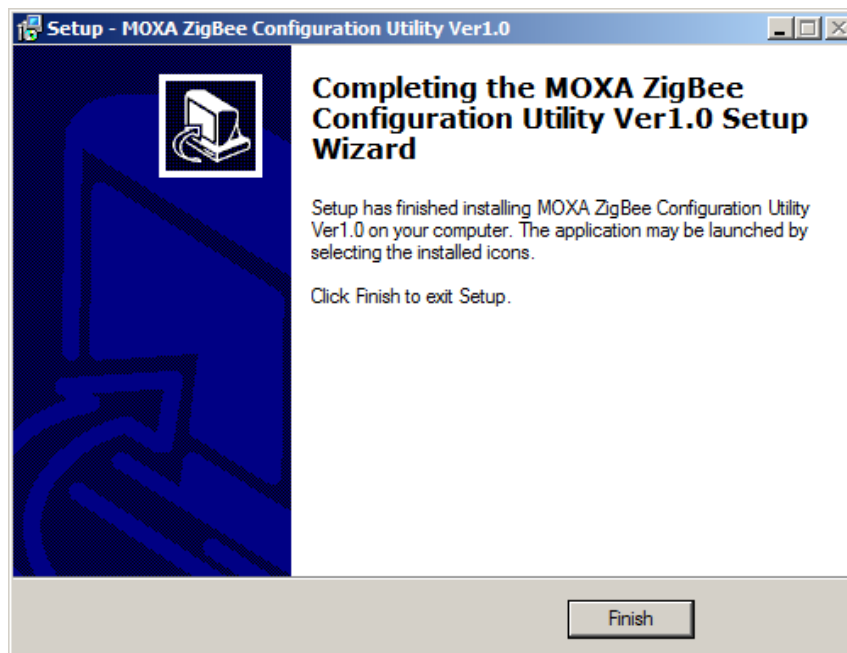 Setup - MOXA ZigBee Configuration Utility Ver1.0
Completing the MOXA ZigBee
Configuration Utility Ver1.0 Setup
Wizard
Setup has finished installing MOXA ZigBee Configuration Utility
Ver1.0 on your computer. The application may be launched by
selecting the installed icons.
Click Finish to exit Setup.
Finish